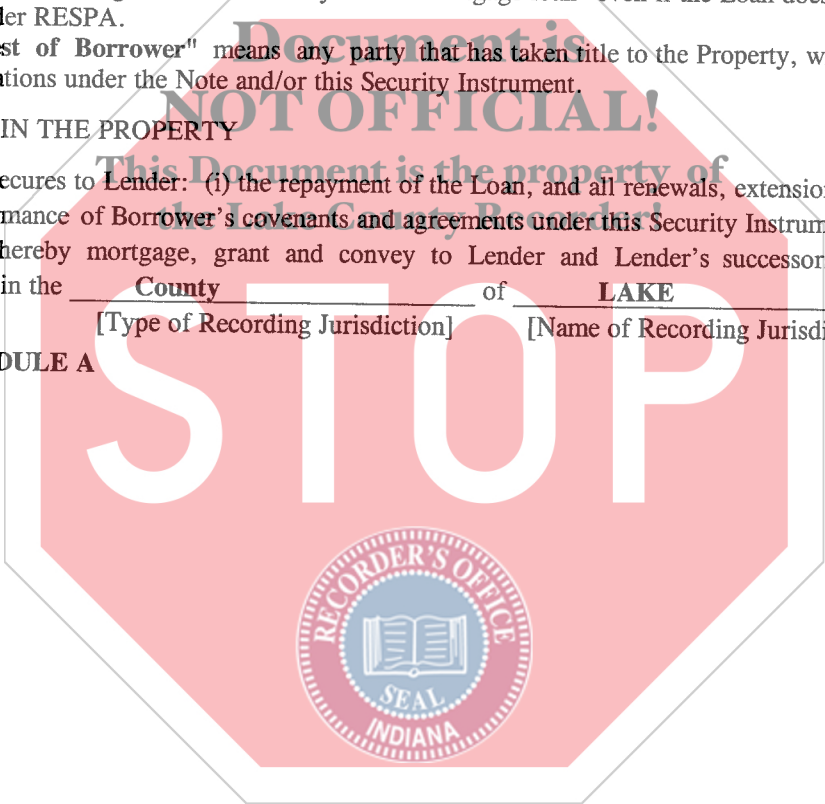 ler RESPA.
st of Borrower" means any party that has taken title to the Property, w
Document is
ations under the Note and/or this Security Instrument.
NOT OFFICIAL!
IN THE PROPERTY
This Document is the property of
ecures to Lender: (i) the repayment of the Loan, and all renewals, extensio
mance of Borrower's covenants and agreements under this Security Instrum
the Lake County Recorder!
hereby mortgage, grant and convey to Lender and Lender's successor
in the County of LAKE
[Type of Recording Jurisdiction] [Name of Recording Jurisdi
DULE A
STOP
RECORDER'S OFFICE
SEAL
INDIANA